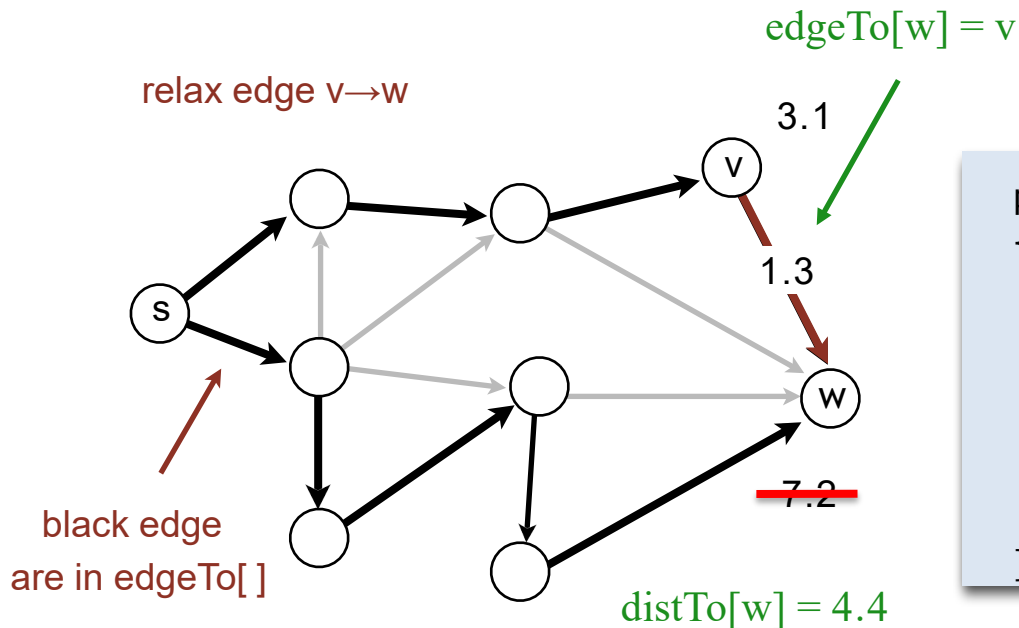 edgeTo[w] = v
relax edge v→w
3.1
v
1.3
s
w
7.2
black edge
are in edgeTo[ ]
distTo[w] = 4.4